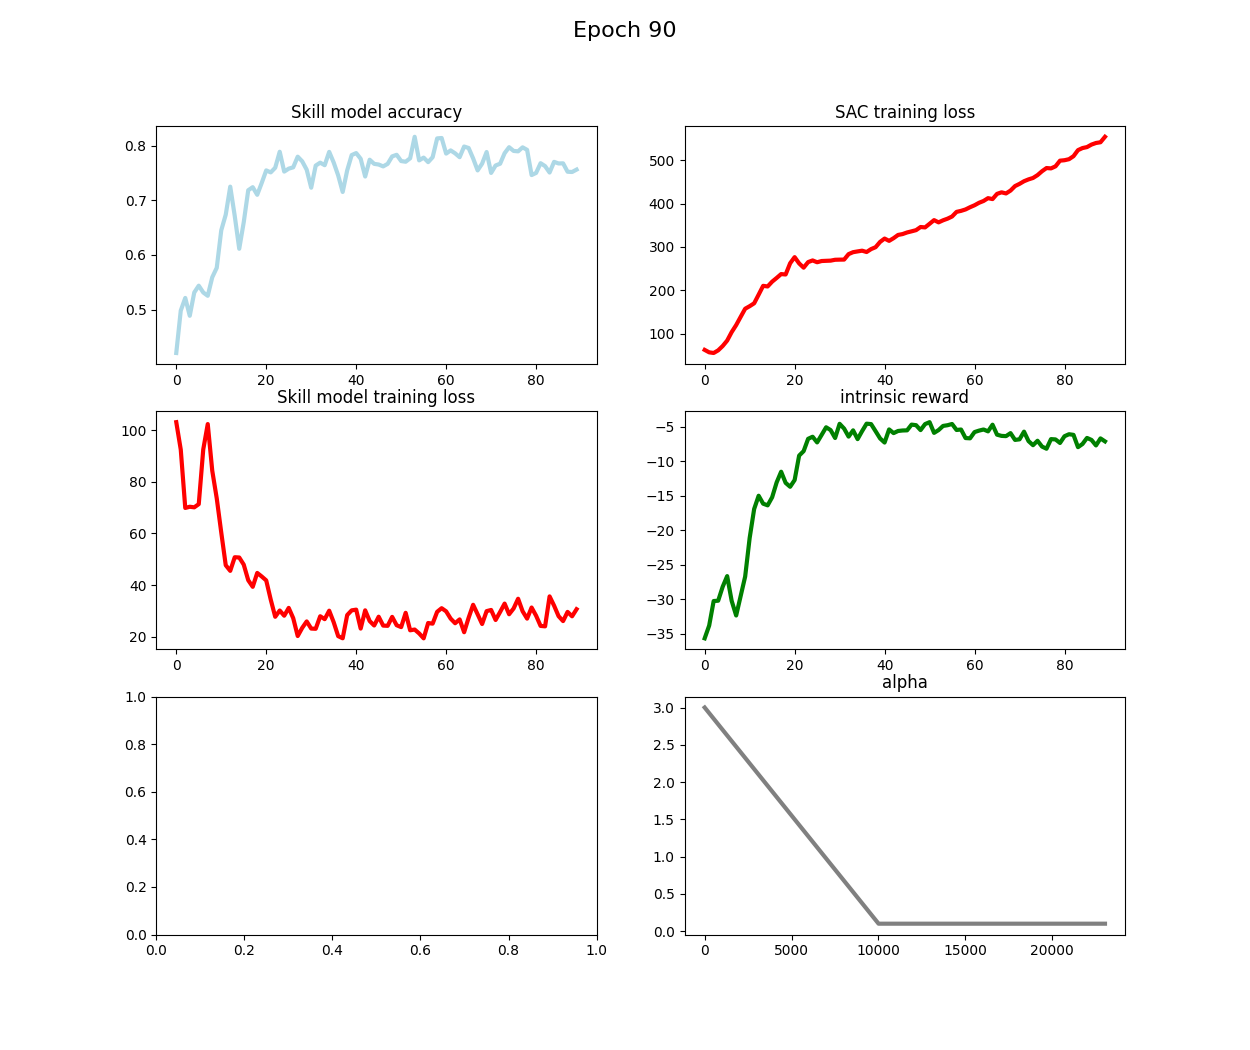 Epoch 90
Skill model accuracy
0.8
0.7
0.6
0.5
0 20 40 60 80
SAC training loss
500
400
300
200
100
0 20 40 60 80
Skill model training loss
100
80
60
40
20
0 20 40 60 80
intrinsic reward
−5
−10
−15
−20
−25
−30
−35
0 20 40 60 80
1.0
0.8
0.6
0.4
0.2
0.0
0.0 0.2 0.4 0.6 0.8 1.0
alpha
3.0
2.5
2.0
1.5
1.0
0.5
0.0
0 5000 10000 15000 20000